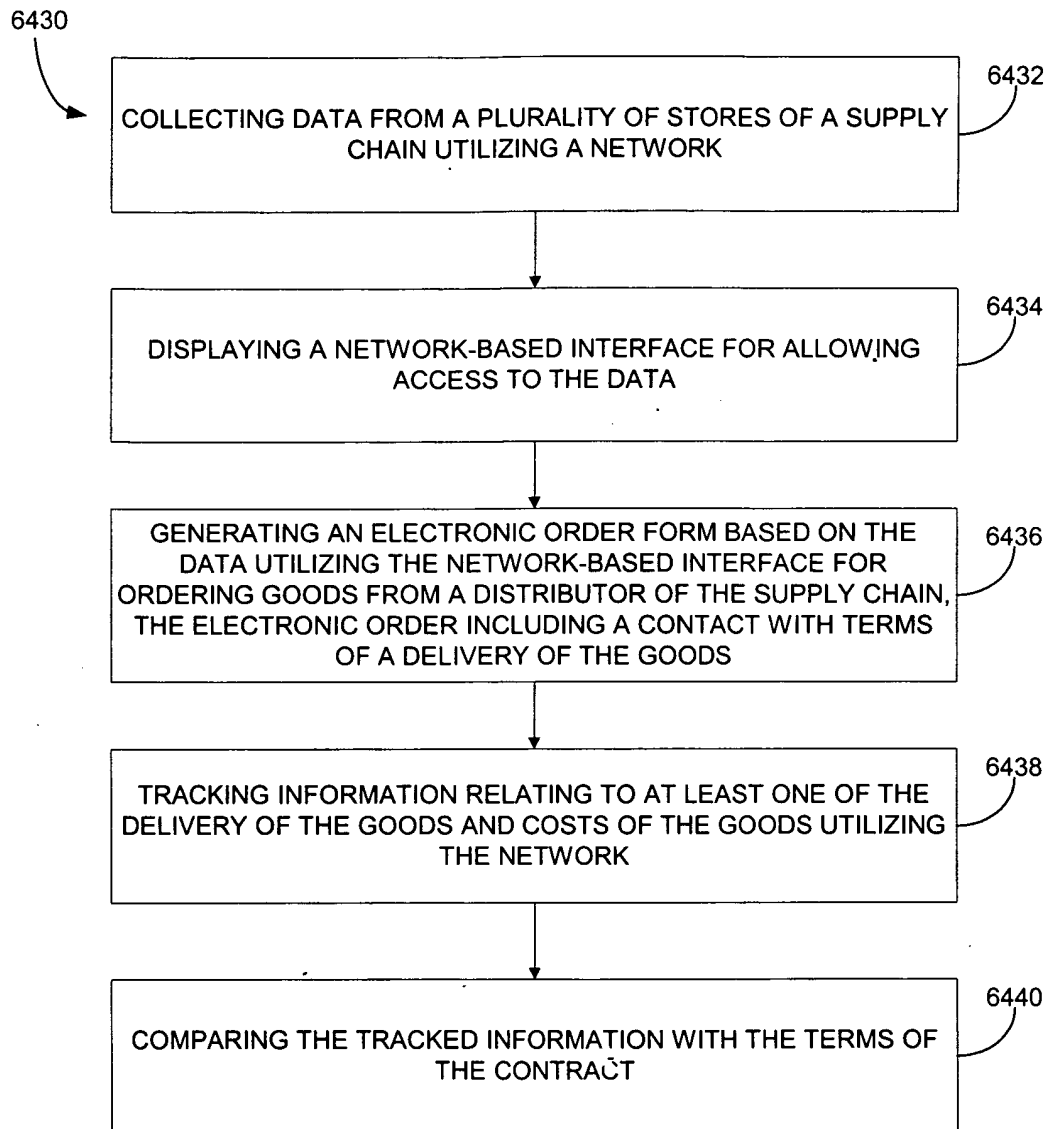 6430
6432
COLLECTING DATA FROM A PLURALITY OF STORES OF A SUPPLY
CHAIN UTILIZING A NETWORK
6434
DISPLAYING A NETWORK-BASED INTERFACE FOR ALLOWING
ACCESS TO THE DATA
6436
GENERATING AN ELECTRONIC ORDER FORM BASED ON THE
DATA UTILIZING THE NETWORK-BASED INTERFACE FOR
ORDERING GOODS FROM A DISTRIBUTOR OF THE SUPPLY CHAIN,
THE ELECTRONIC ORDER INCLUDING A CONTACT WITH TERMS
OF A DELIVERY OF THE GOODS
6438
TRACKING INFORMATION RELATING TO AT LEAST ONE OF THE
DELIVERY OF THE GOODS AND COSTS OF THE GOODS UTILIZING
THE NETWORK
6440
COMPARING THE TRACKED INFORMATION WITH THE TERMS OF
THE CONTRACT